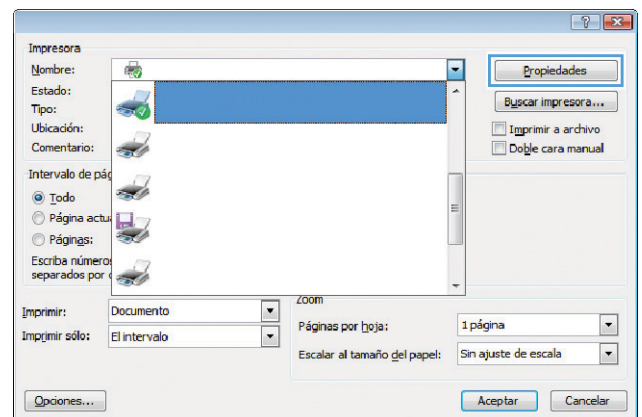 Impresora
Nombre:
Propiedades
Estado:
Buscar impresora...
Tipo:
Ubicación:
Imprimir a archivo
Comentario:
Doble cara manual
Intervalo de pág
Todo
Página actu
Páginas:
Escriba números
separados por c
Zoom
Imprimir:
Documento
Páginas por hoja:
1 página
Imprimir sólo:
El intervalo
Escalar al tamaño del papel:
Sin ajuste de escala
Opciones...
Aceptar
Cancelar